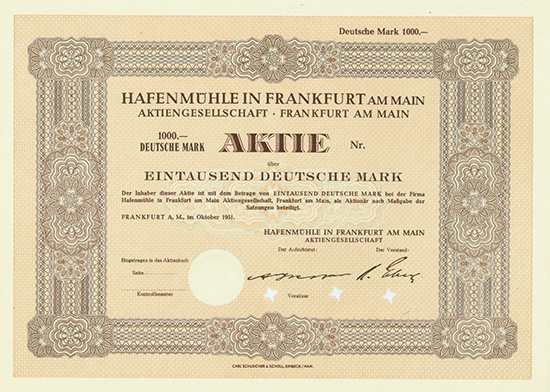 Deutsche Mark 1000.—
HAFENMÜHLE IN FRANKFURT AM MAIN
AKTIENGESELLSCHAFT · FRANKFURT AM MAIN
1000.— DEUTSCHE MARK AKTIE Nr.
über
EINTAUSEND DEUTSCHE MARK
Der Inhaber dieser Aktie ist mit dem Betrage von EINTAUSEND DEUTSCHE MARK bei der Firma
Hafenmühle in Frankfurt am Main Aktiengesellschaft, Frankfurt am Main, als Aktionär nach Maßgabe der
Satzungen beteiligt.
FRANKFURT A. M., im Oktober 1951.
HAFENMÜHLE IN FRANKFURT AM MAIN
AKTIENGESELLSCHAFT
Der Aufsichtsrat: Der Vorstand:
Eingetragen in das Aktienbuch
Seite
Kontrollbeamter
Vorsitzer
CARL SCHLEICHER & SCHÜLL, EINBECK/HAN.